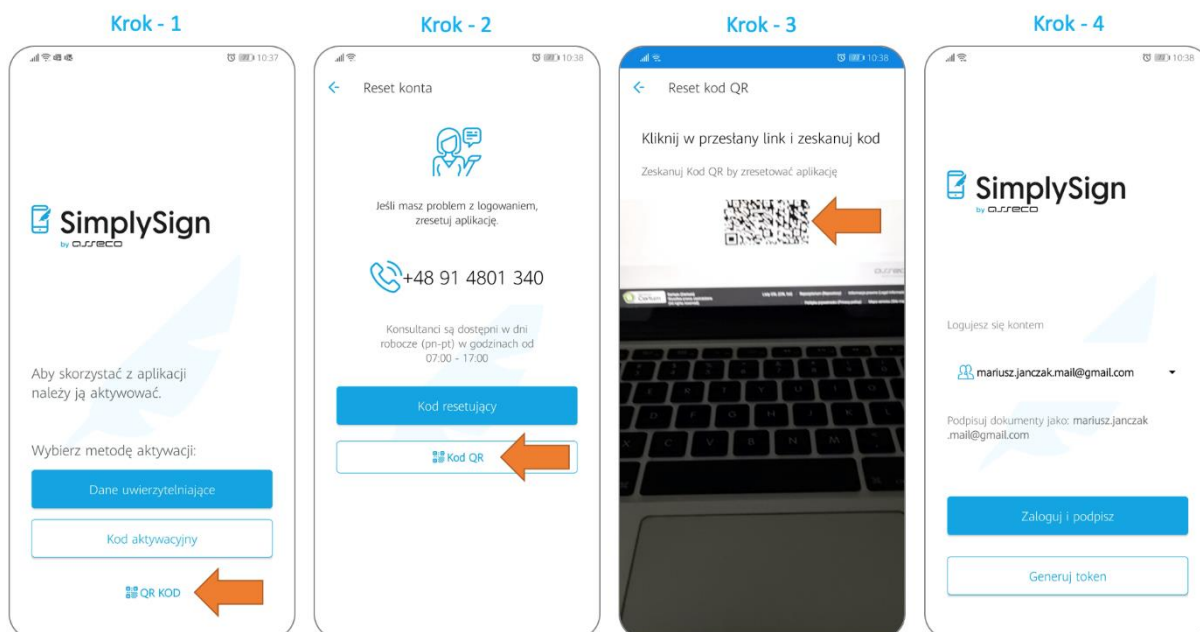 Krok - 1
10:37
SimplySign
by asseco
Aby skorzystać z aplikacji
należy ją aktywować.
Wybierz metodę aktywacji:
Dane uwierzytelniające
Kod aktywacyjny
QR KOD
Krok - 2
10:38
Reset konta
Jeśli masz problem z logowaniem,
zresetuj aplikację.
+48 91 4801 340
Konsultanci są dostępni w dni
robocze (pn-pt) w godzinach od
07:00 - 17:00
Kod resetujący
Kod QR
Krok - 3
10:38
Reset kod QR
Kliknij w przesłany link i zeskanuj kod
Zeskanuj Kod QR by zresetować aplikację
Certum
Krok - 4
10:38
SimplySign
by asseco
Logujesz się kontem
mariusz.janczak.mail@gmail.com
Podpisuj dokumenty jako: mariusz.janczak
.mail@gmail.com
Zaloguj i podpisz
Generuj token